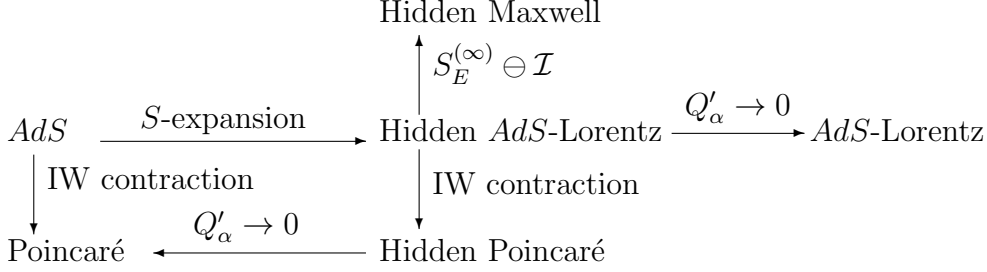 Hidden Maxwell
$S_E^{(\infty)} \ominus \mathcal{I}$
AdS
S-expansion
Hidden AdS-Lorentz
$Q'_\alpha \to 0$
AdS-Lorentz
IW contraction
IW contraction
Poincaré
$Q'_\alpha \to 0$
Hidden Poincaré